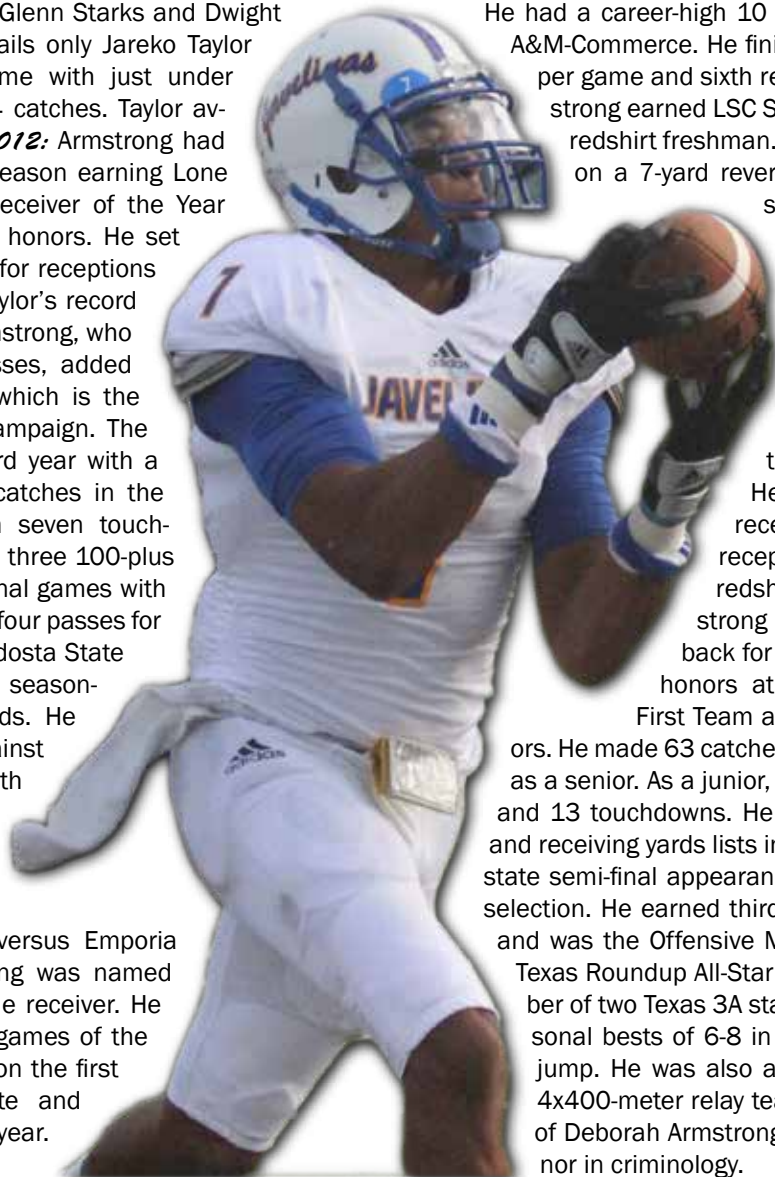 Glenn Starks and Dwight
ails only Jareko Taylor
me with just under
catches. Taylor av-
012: Armstrong had
eason earning Lone
eceiver of the Year
honors. He set
for receptions
ylor's record
strong, who
sses, added
which is the
ampaign. The
rd year with a
catches in the
seven touch-
three 100-plus
nal games with
four passes for
dosta State
season-
ds. He
inst
th
versus Emporia
ng was named
e receiver. He
games of the
on the first
te and
year.
Javelinas
7
7
adidas
JAVEL
adidas
He had a career-high 10
A&M-Commerce. He fini
per game and sixth re
strong earned LSC S
redshirt freshman.
on a 7-yard rever
s
t
He
rece
recep
redsh
strong
back for
honors at
First Team a
ors. He made 63 catche
as a senior. As a junior,
and 13 touchdowns. He
and receiving yards lists i
state semi-final appearan
selection. He earned third
and was the Offensive M
Texas Roundup All-Star
ber of two Texas 3A sta
sonal bests of 6-8 in
jump. He was also a
4x400-meter relay tea
of Deborah Armstrong
nor in criminology.